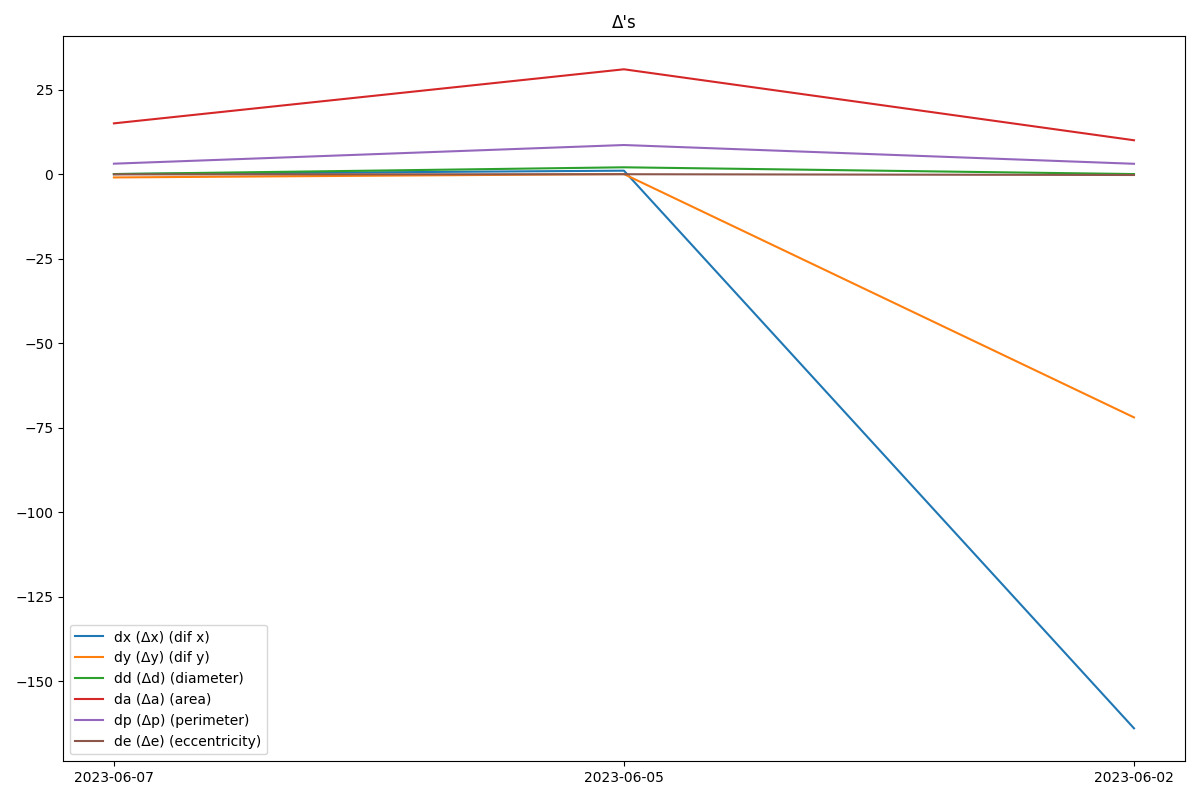 Δ's
25
0
−25
−50
−75
−100
−125
−150
dx (Δx) (dif x)
dy (Δy) (dif y)
dd (Δd) (diameter)
da (Δa) (area)
dp (Δp) (perimeter)
de (Δe) (eccentricity)
2023-06-07 2023-06-05 2023-06-02